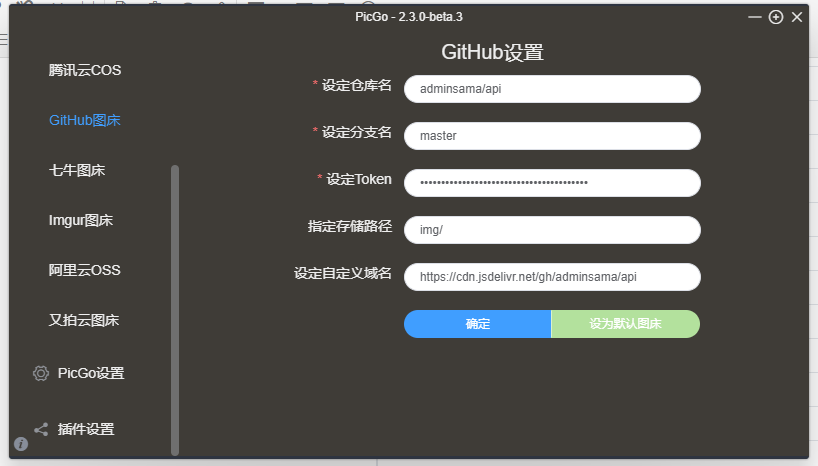 PicGo - 2.3.0-beta.3
腾讯云COS
GitHub图床
七牛图床
Imgur图床
阿里云OSS
又拍云图床
PicGo设置
插件设置
GitHub设置
* 设定仓库名
adminsama/api
* 设定分支名
master
* 设定Token
••••••••••••••••••••••••••••••••••••••••
指定存储路径
img/
设定自定义域名
https://cdn.jsdelivr.net/gh/adminsama/api
确定
设为默认图床